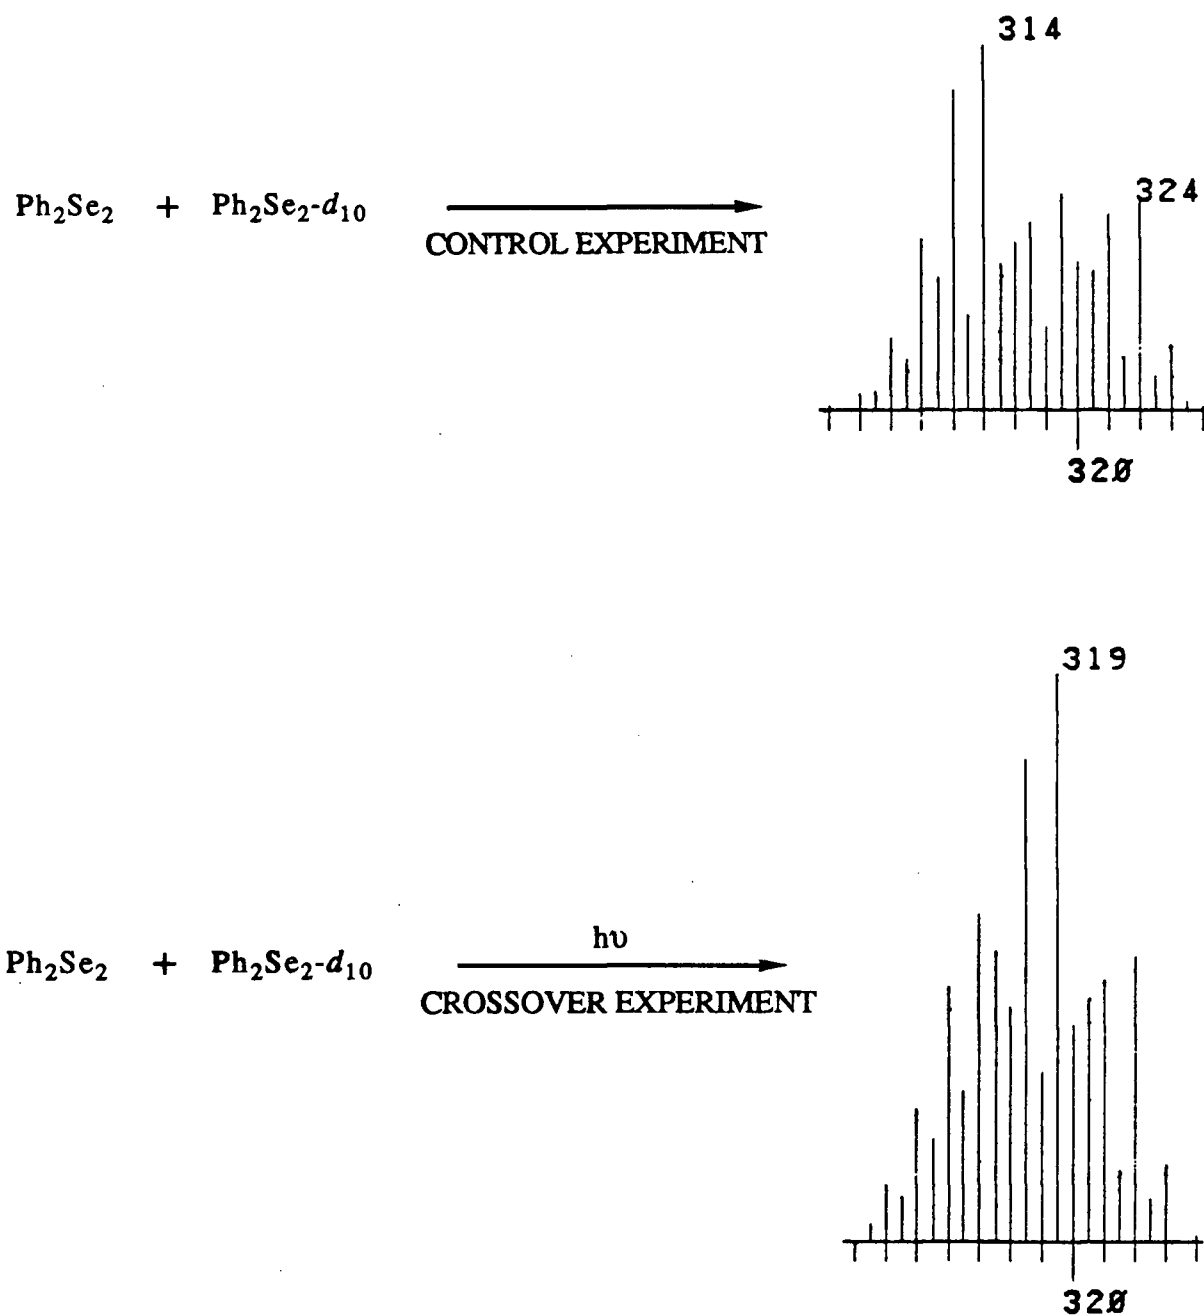 314
324
Ph₂Se₂ + Ph₂Se₂-d₁₀
CONTROL EXPERIMENT
320
319
hυ
Ph₂Se₂ + Ph₂Se₂-d₁₀
CROSSOVER EXPERIMENT
320